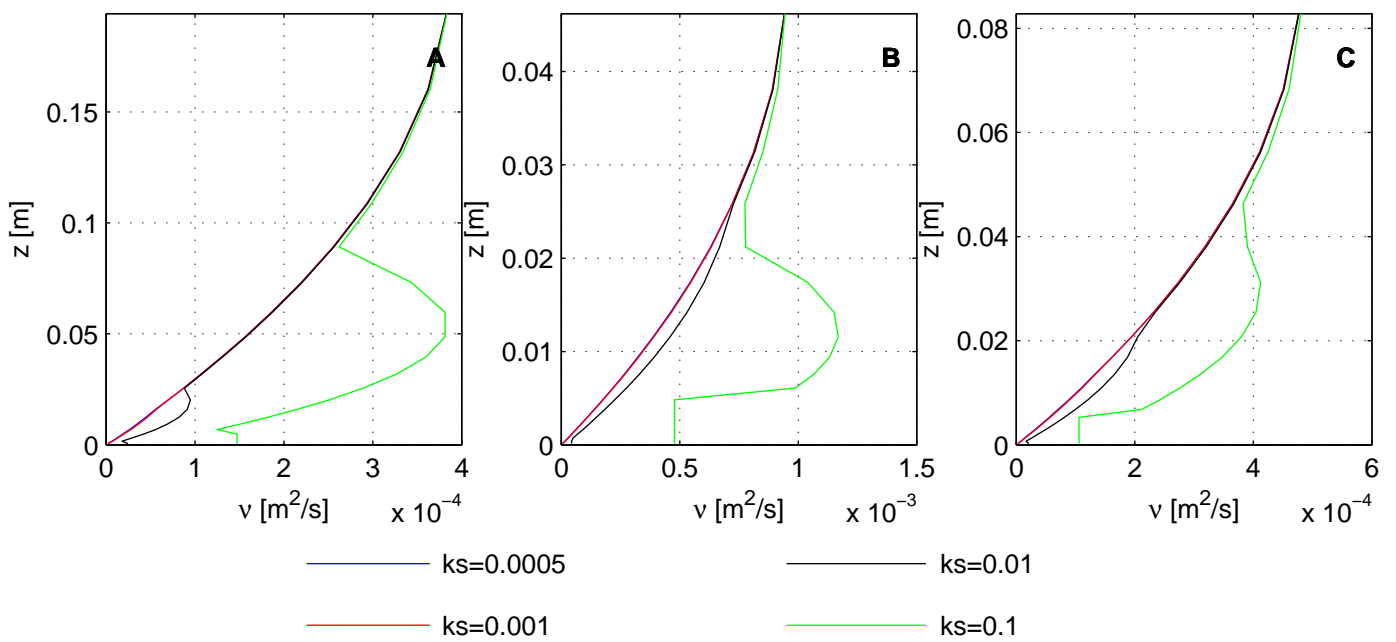 A
B
C
0.15
0.1
0.05
0
z [m]
0 1 2 3 4
ν [m²/s]
x 10⁻⁴
0.04
0.03
0.02
0.01
0
z [m]
0 0.5 1 1.5
ν [m²/s]
x 10⁻³
0.08
0.06
0.04
0.02
0
z [m]
0 2 4 6
ν [m²/s]
x 10⁻⁴
ks=0.0005
ks=0.01
ks=0.001
ks=0.1